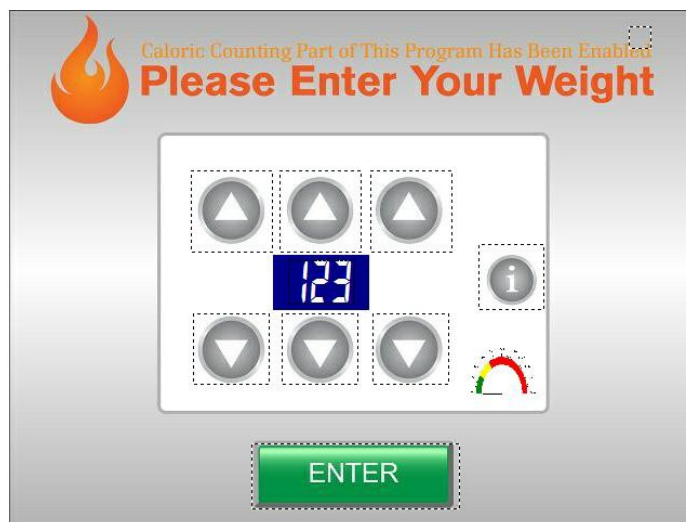 Caloric Counting Part of This Program Has Been Enabled
Please Enter Your Weight
123
i
ENTER